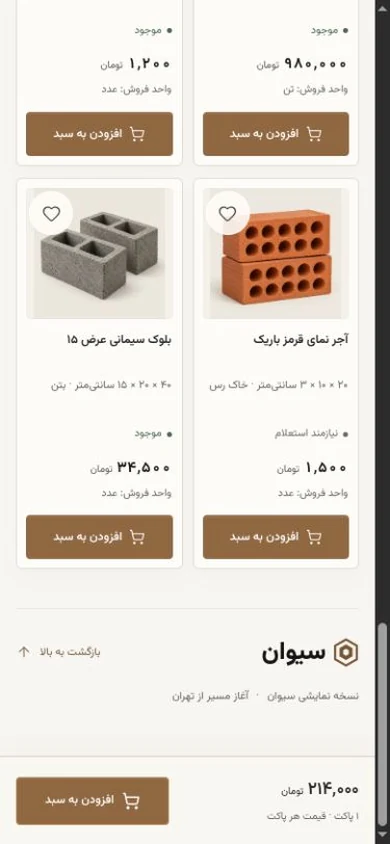 موجود
۹۸۰,۰۰۰ تومان
واحد فروش: تن
افزودن به سبد
موجود
۱,۲۰۰ تومان
واحد فروش: عدد
افزودن به سبد
آجر نمای قرمز باریک
۲۰ × ۱۰ × ۳ سانتی‌متر · خاک رس
نیازمند استعلام
۱,۵۰۰ تومان
واحد فروش: عدد
افزودن به سبد
بلوک سیمانی عرض ۱۵
۴۰ × ۲۰ × ۱۵ سانتی‌متر · بتن
موجود
۳۴,۵۰۰ تومان
واحد فروش: عدد
افزودن به سبد
سیوان
بازگشت به بالا
نسخه نمایشی سیوان · آغاز مسیر از تهران
۲۱۴,۰۰۰ تومان
۱ پاکت · قیمت هر پاکت
افزودن به سبد